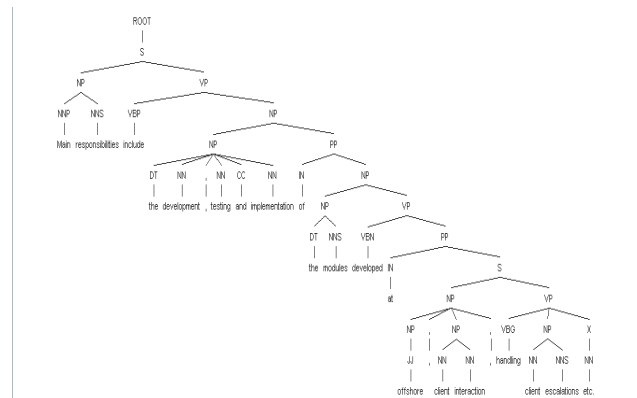 ROOT
S
NP VP
NNP NNS VBP NP
Main responsibilities include NP PP
DT NN , NN CC NN IN NP
the development , testing and implementation of NP VP
DT NNS VBN PP
the modules developed IN S
at NP VP
NP , NP , VBG NP X
JJ , NN NN , handling NN NNS NN
offshore client interaction client escalations etc.